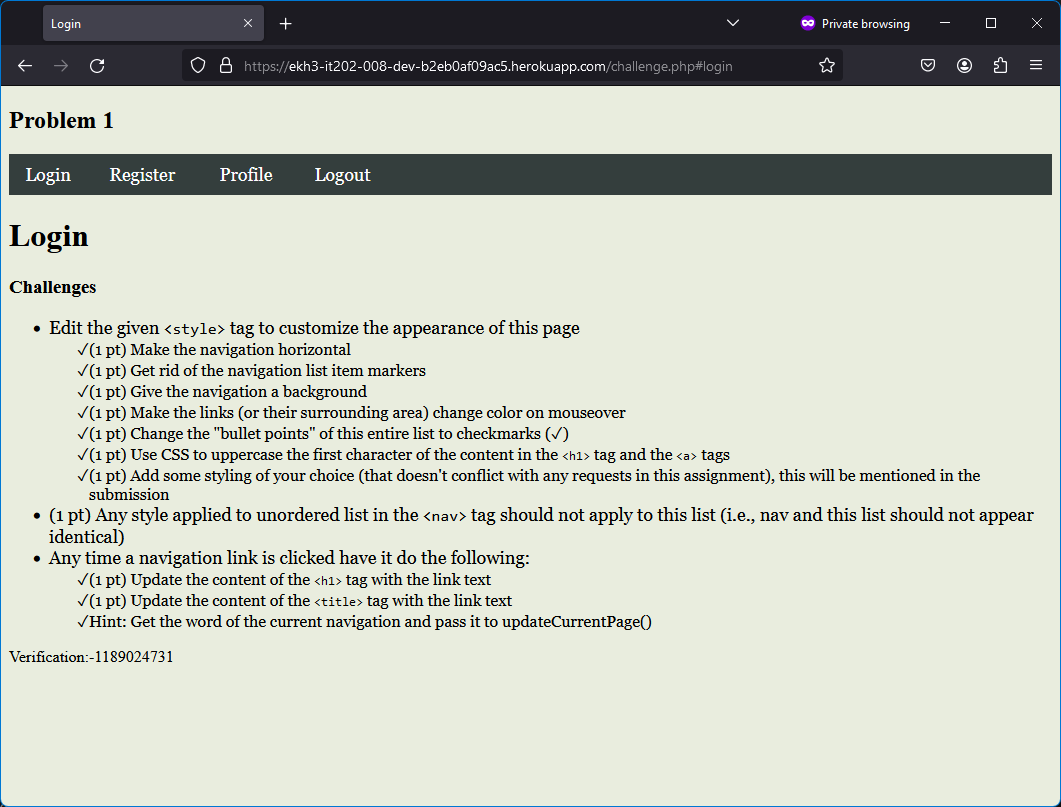 Login
Private browsing
https://ekh3-it202-008-dev-b2eb0af09ac5.herokuapp.com/challenge.php#login
Problem 1
Login Register Profile Logout
Login
Challenges
• Edit the given <style> tag to customize the appearance of this page
✓(1 pt) Make the navigation horizontal
✓(1 pt) Get rid of the navigation list item markers
✓(1 pt) Give the navigation a background
✓(1 pt) Make the links (or their surrounding area) change color on mouseover
✓(1 pt) Change the "bullet points" of this entire list to checkmarks (✓)
✓(1 pt) Use CSS to uppercase the first character of the content in the <h1> tag and the <a> tags
✓(1 pt) Add some styling of your choice (that doesn't conflict with any requests in this assignment), this will be mentioned in the
submission
• (1 pt) Any style applied to unordered list in the <nav> tag should not apply to this list (i.e., nav and this list should not appear
identical)
• Any time a navigation link is clicked have it do the following:
✓(1 pt) Update the content of the <h1> tag with the link text
✓(1 pt) Update the content of the <title> tag with the link text
✓Hint: Get the word of the current navigation and pass it to updateCurrentPage()
Verification:-1189024731